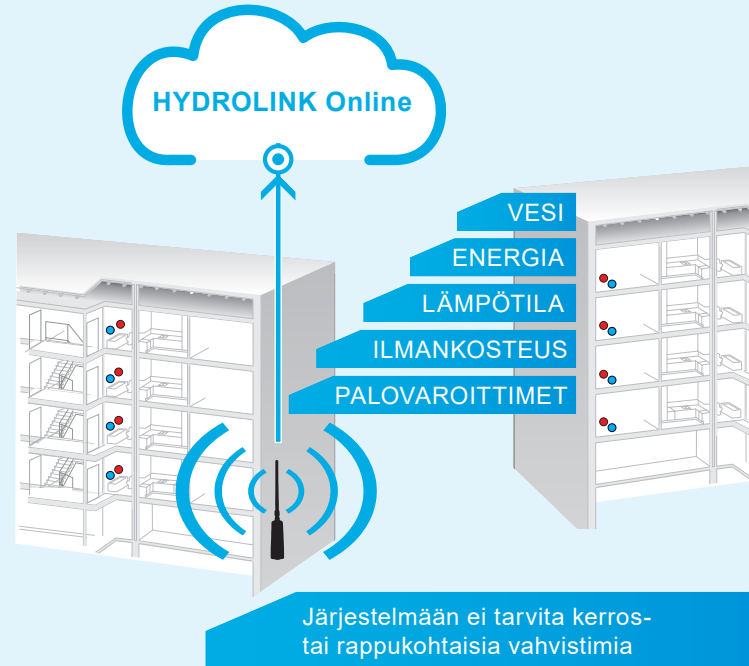 HYDROLINK Online
VESI
ENERGIA
LÄMPÖTILA
ILMANKOSTEUS
PALOVAROITTIMET
Järjestelmään ei tarvita kerros-
tai rappukohtaisia vahvistimia